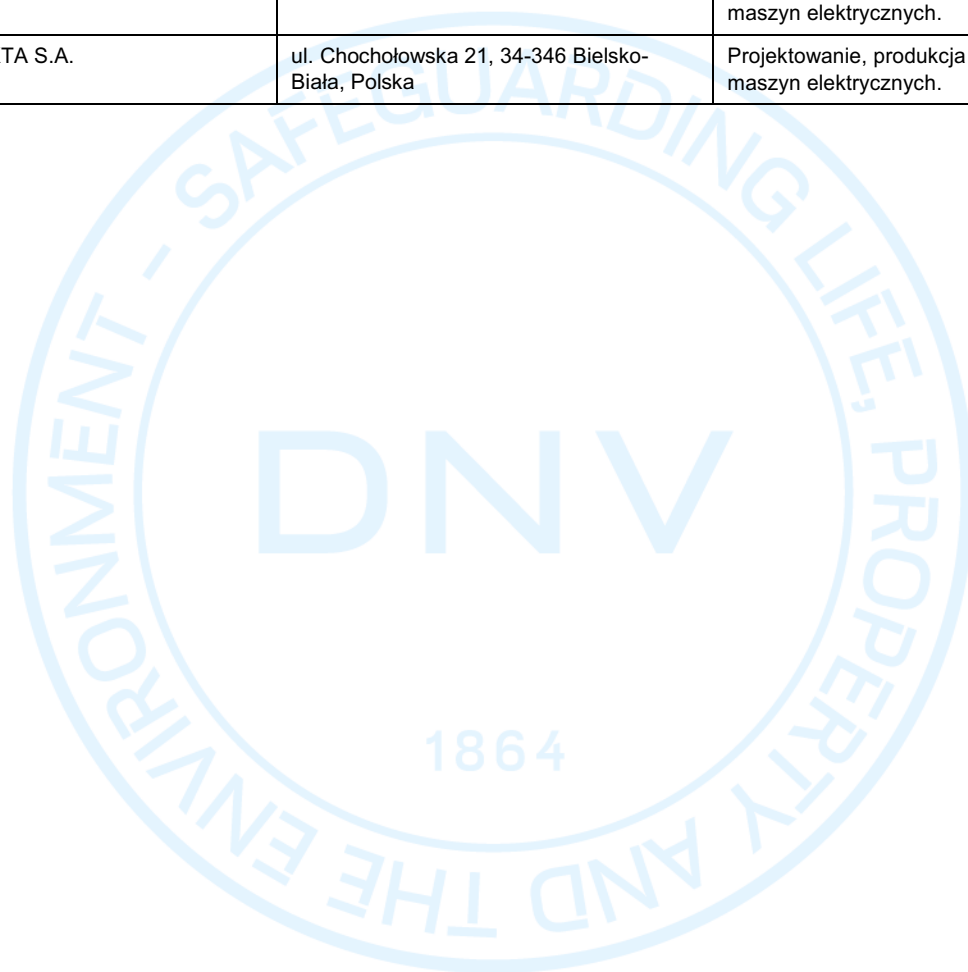 maszyn elektrycznych.
TA S.A.
ul. Chochołowska 21, 34-346 Bielsko-
Biała, Polska
Projektowanie, produkcja
maszyn elektrycznych.
SAFEGUARDING LIFE, PROPERTY AND THE ENVIRONMENT -
DNV
1864